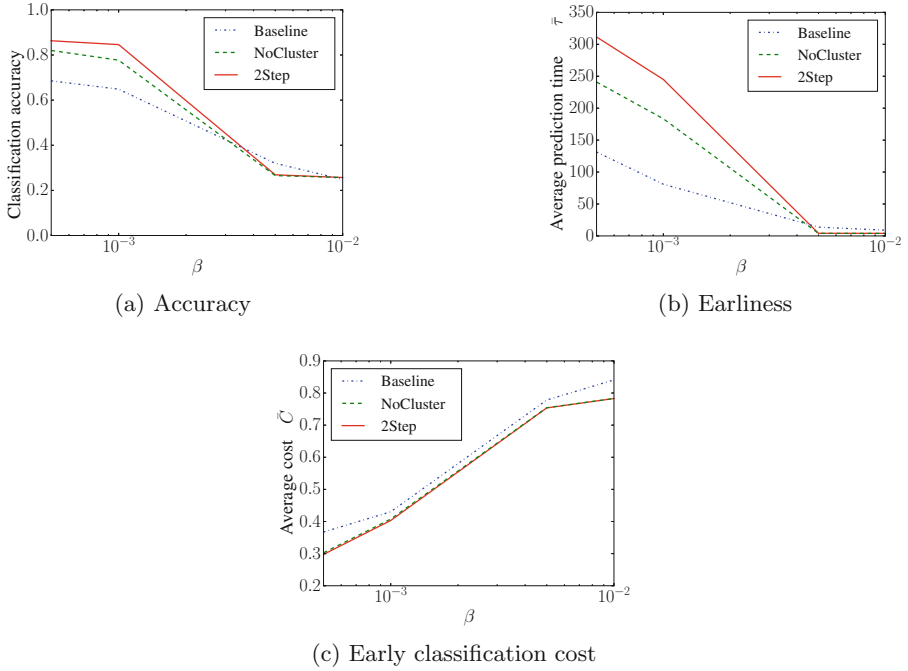 1.0
0.8
0.6
0.4
0.2
0.0
Classification accuracy
Baseline
NoCluster
2Step
10⁻³
10⁻²
β
(a) Accuracy
τ̄
350
300
250
200
150
100
50
0
Average prediction time
Baseline
NoCluster
2Step
10⁻³
10⁻²
β
(b) Earliness
0.9
0.8
0.7
0.6
0.5
0.4
0.3
0.2
Average cost C̄
Baseline
NoCluster
2Step
10⁻³
10⁻²
β
(c) Early classification cost